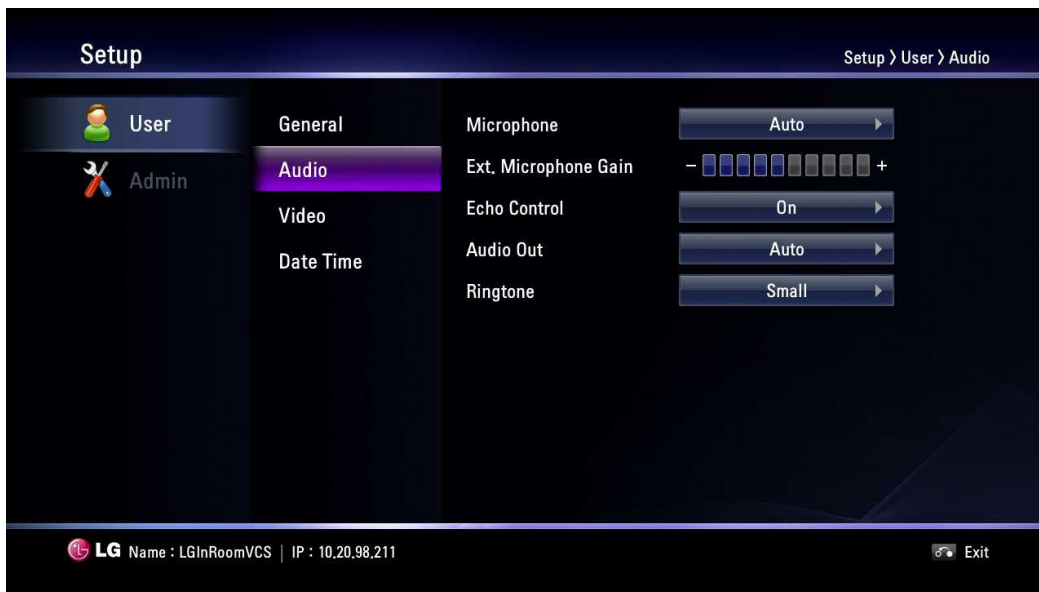 Setup
Setup > User > Audio
User
Admin
General
Audio
Video
Date Time
Microphone Auto
Ext. Microphone Gain - +
Echo Control On
Audio Out Auto
Ringtone Small
LG Name : LGInRoomVCS | IP : 10.20.98.211
Exit